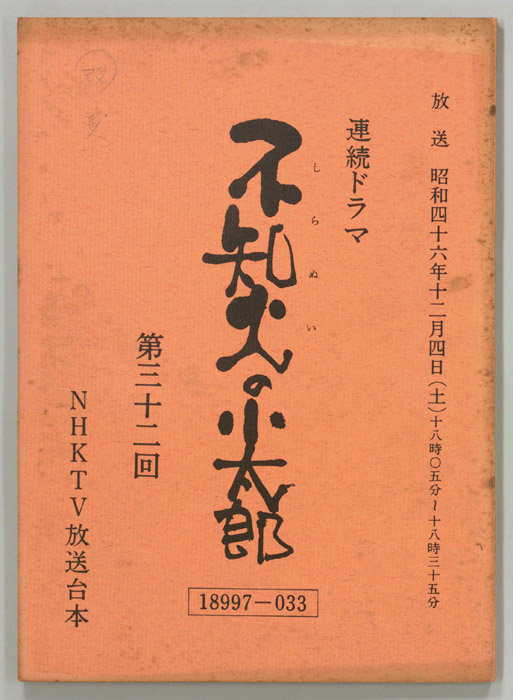 放送　昭和四十六年十二月四日（土）十八時〇五分～十八時三十五分
連続ドラマ
しらぬい
不知火の小太郎
第三十二回
NHKTV放送台本
18997－033